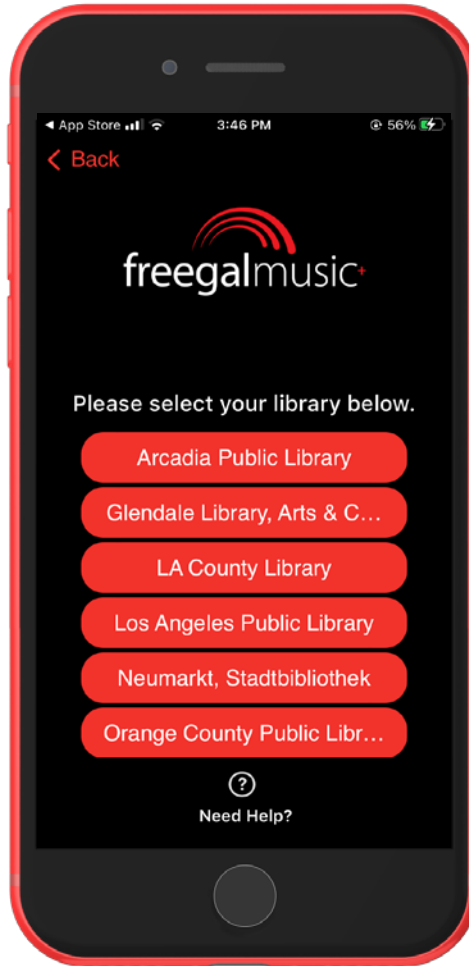 ◀ App Store 3:46 PM 56%
Back
freegalmusic+
Please select your library below.
Arcadia Public Library
Glendale Library, Arts & C...
LA County Library
Los Angeles Public Library
Neumarkt, Stadtbibliothek
Orange County Public Libr...
?
Need Help?